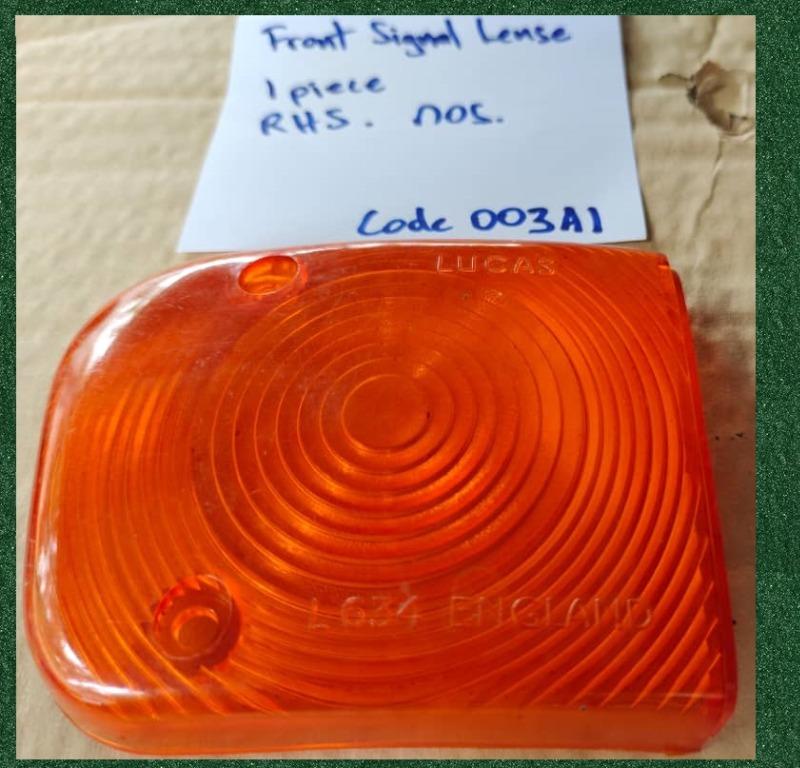 Front Signal Lense
1 piece
RHS. nos.
Code 003A1
LUCAS
L634 ENGLAND